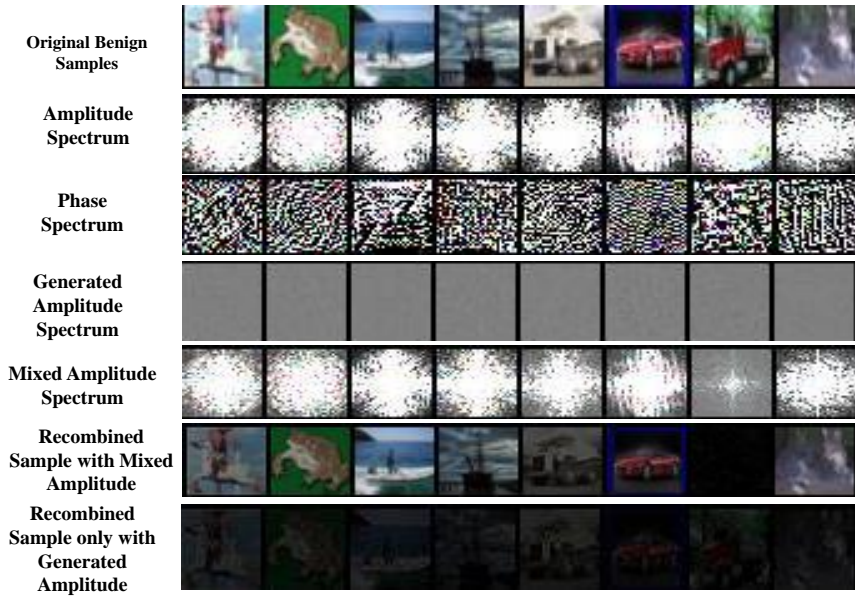 Original Benign
Samples
Amplitude
Spectrum
Phase
Spectrum
Generated
Amplitude
Spectrum
Mixed Amplitude
Spectrum
Recombined
Sample with Mixed
Amplitude
Recombined
Sample only with
Generated
Amplitude